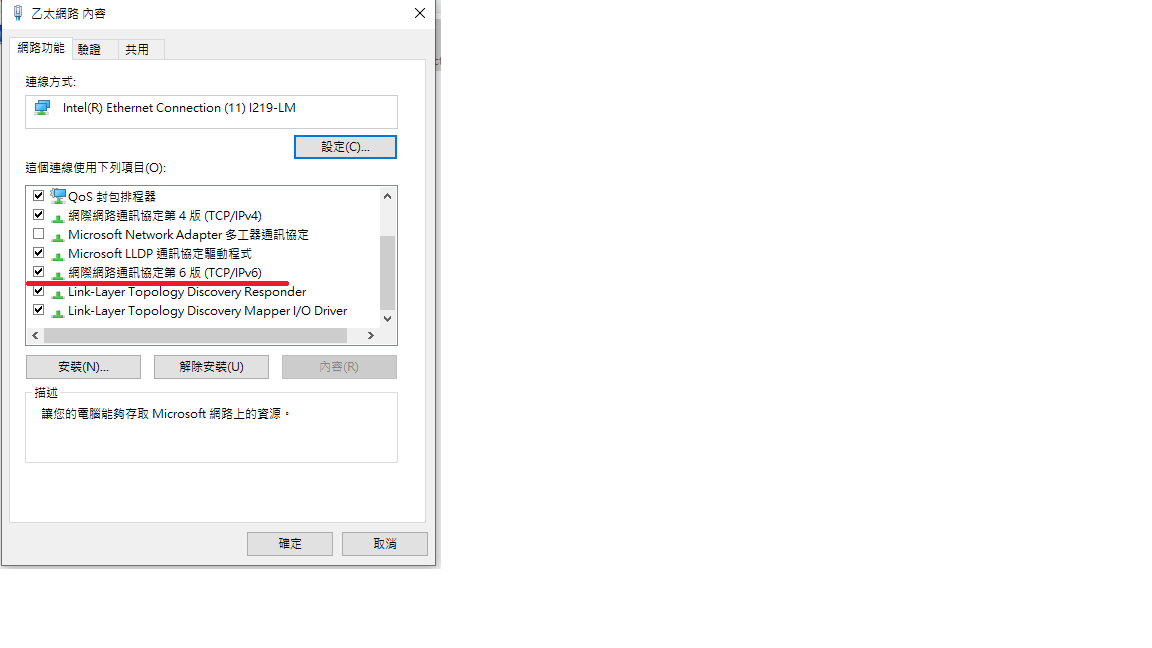 乙太網路 內容
網路功能 驗證 共用
連線方式:
Intel(R) Ethernet Connection (11) I219-LM
設定(C)...
這個連線使用下列項目(O):
QoS 封包排程器
網際網路通訊協定第 4 版 (TCP/IPv4)
Microsoft Network Adapter 多工器通訊協定
Microsoft LLDP 通訊協定驅動程式
網際網路通訊協定第 6 版 (TCP/IPv6)
Link-Layer Topology Discovery Responder
Link-Layer Topology Discovery Mapper I/O Driver
安裝(N)... 解除安裝(U) 內容(R)
描述
讓您的電腦能夠存取 Microsoft 網路上的資源。
確定 取消